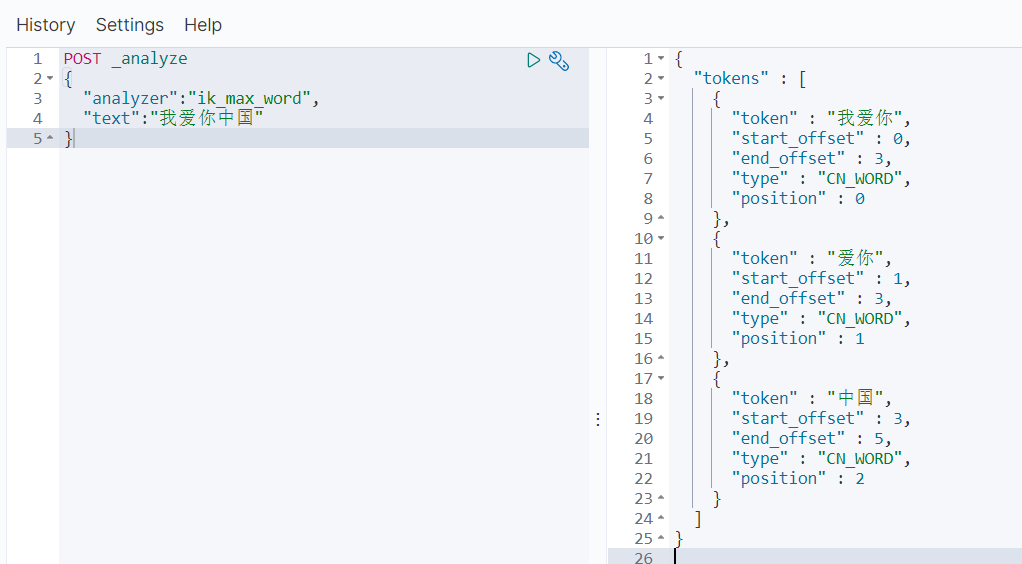 History Settings Help
1 POST _analyze
2 {
3 "analyzer":"ik_max_word",
4 "text":"我爱你中国"
5 }
1 {
2 "tokens" : [
3 {
4 "token" : "我爱你",
5 "start_offset" : 0,
6 "end_offset" : 3,
7 "type" : "CN_WORD",
8 "position" : 0
9 },
10 {
11 "token" : "爱你",
12 "start_offset" : 1,
13 "end_offset" : 3,
14 "type" : "CN_WORD",
15 "position" : 1
16 },
17 {
18 "token" : "中国",
19 "start_offset" : 3,
20 "end_offset" : 5,
21 "type" : "CN_WORD",
22 "position" : 2
23 }
24 ]
25 }
26